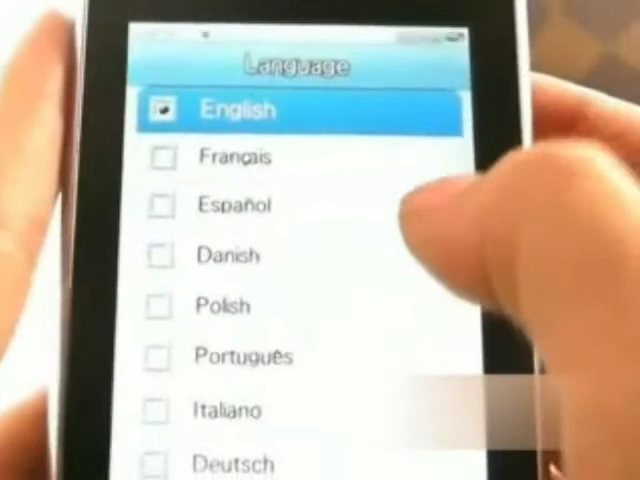 Language
English
Français
Español
Danish
Polish
Português
Italiano
Deutsch